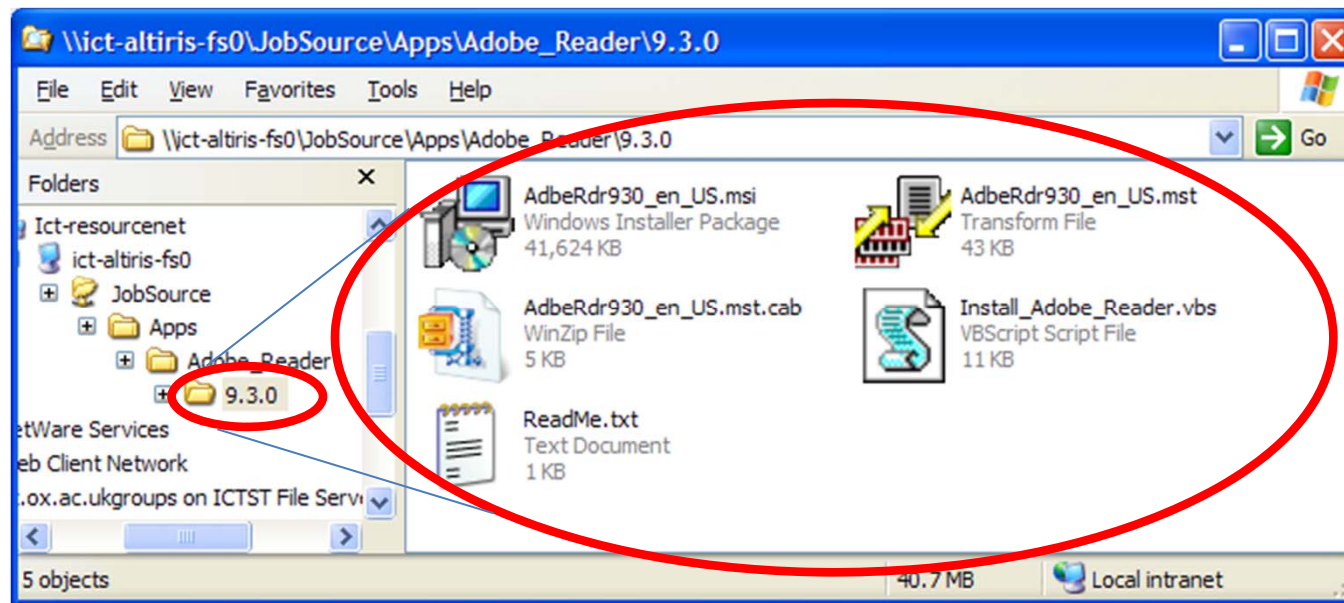 \\ict-altiris-fs0\JobSource\Apps\Adobe_Reader\9.3.0
File Edit View Favorites Tools Help
Address \\ict-altiris-fs0\JobSource\Apps\Adobe_Reader\9.3.0 Go
Folders
Ict-resourcenet
ict-altiris-fs0
JobSource
Apps
Adobe_Reader
9.3.0
etWare Services
eb Client Network
.ox.ac.ukgroups on ICTST File Serv
AdbeRdr930_en_US.msi
Windows Installer Package
41,624 KB
AdbeRdr930_en_US.mst
Transform File
43 KB
AdbeRdr930_en_US.mst.cab
WinZip File
5 KB
Install_Adobe_Reader.vbs
VBScript Script File
11 KB
ReadMe.txt
Text Document
1 KB
5 objects 40.7 MB Local intranet